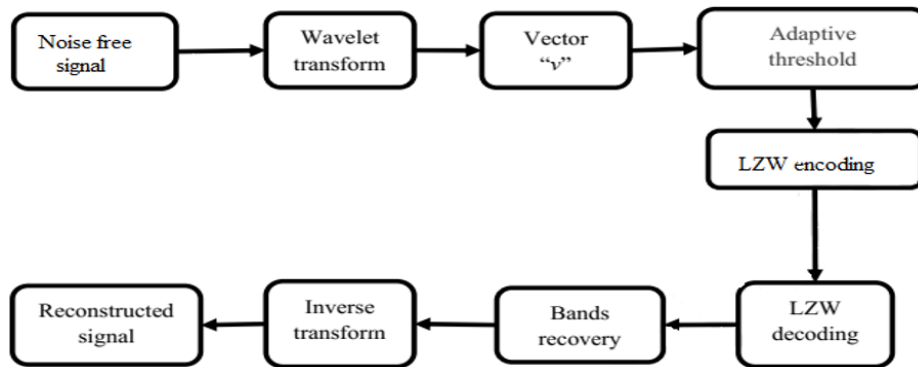 Noise free
signal
Wavelet
transform
Vector
“v”
Adaptive
threshold
LZW encoding
LZW
decoding
Bands
recovery
Inverse
transform
Reconstructed
signal